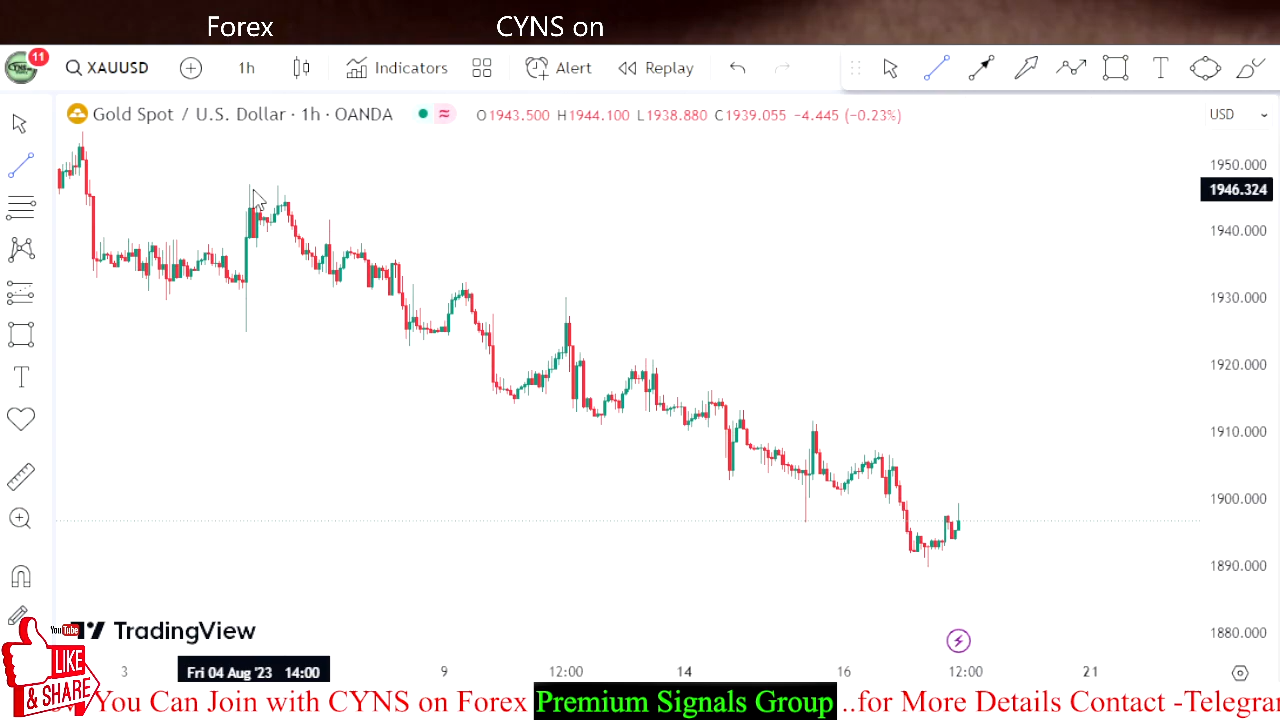 Forex CYNS on
11 XAUUSD 1h Indicators Alert Replay
Gold Spot / U.S. Dollar · 1h · OANDA O1943.500 H1944.100 L1938.880 C1939.055 −4.445 (−0.23%) USD
1950.000
1946.324
1940.000
1930.000
1920.000
1910.000
1900.000
1890.000
1880.000
TradingView
YouTube
LIKE
& SHARE
3 Fri 04 Aug '23 14:00 9 12:00 14 16 12:00 21
You Can Join with CYNS on Forex Premium Signals Group ..for More Details Contact -Telegra